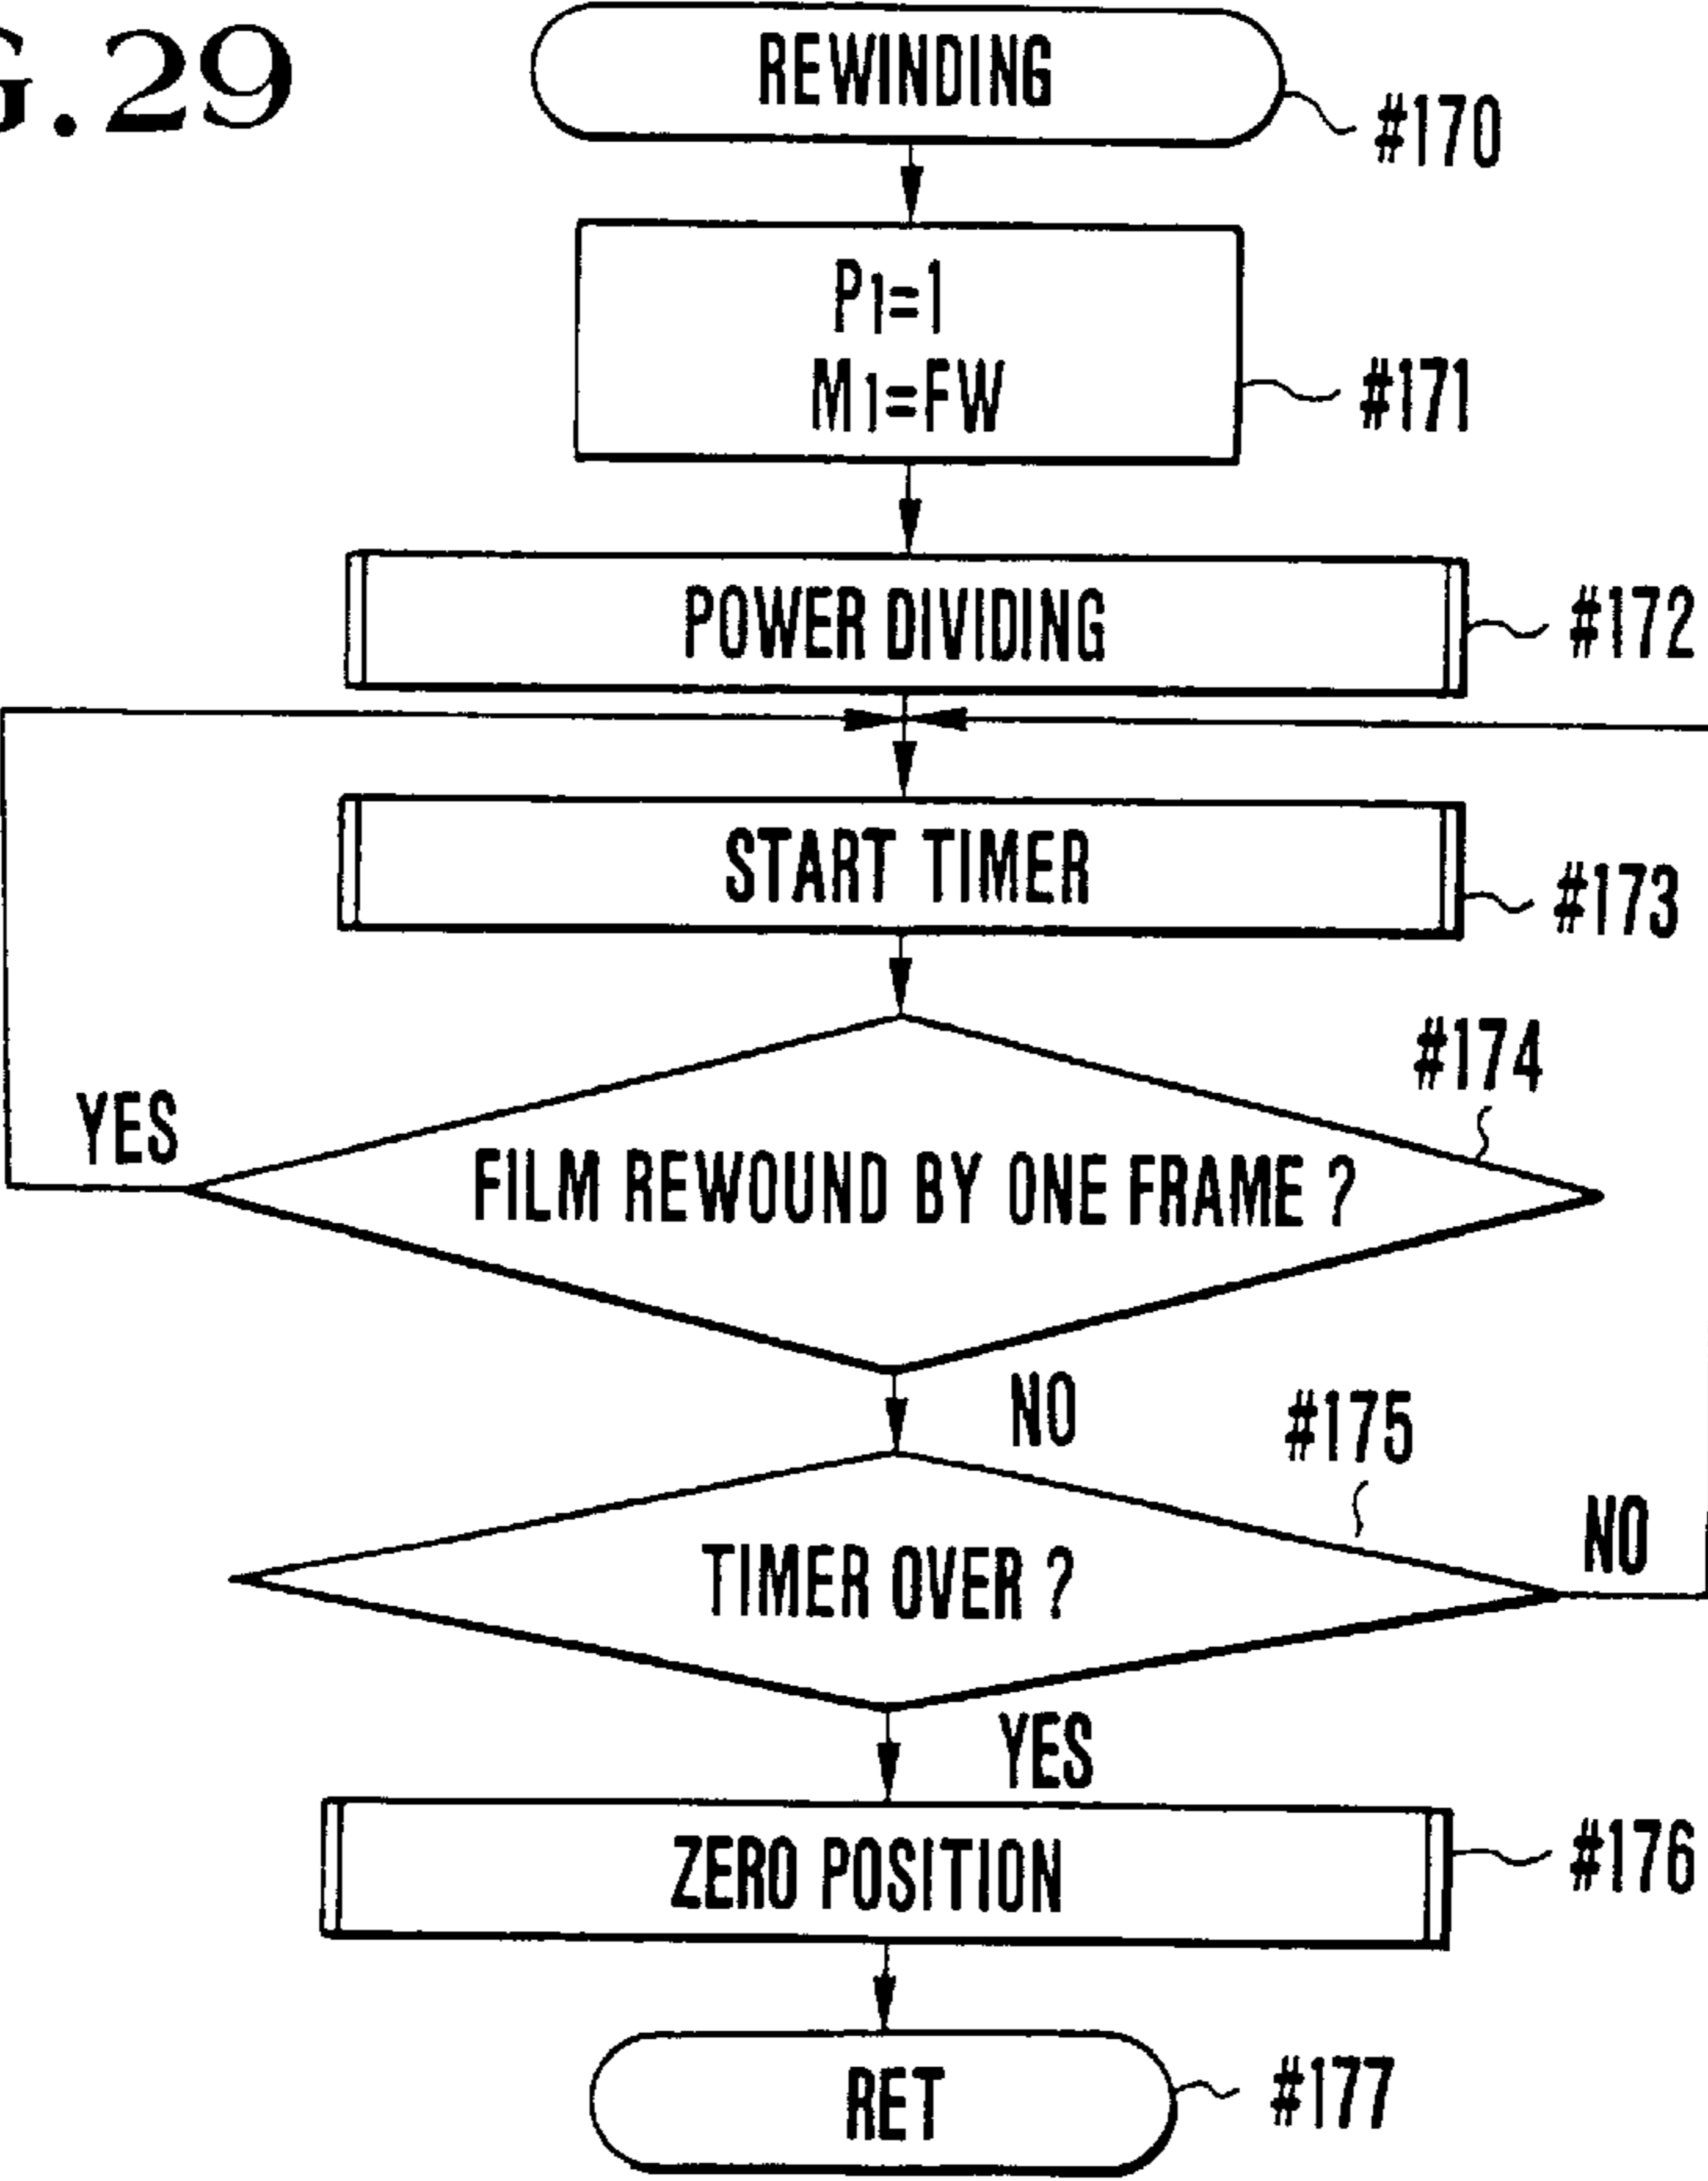 G.29
REWINDING
#170
P1=1
M1=FW
#171
POWER DIVIDING
#172
START TIMER
#173
#174
YES
FILM REWOUND BY ONE FRAME ?
NO
#175
NO
TIMER OVER ?
YES
ZERO POSITION
#176
RET
#177